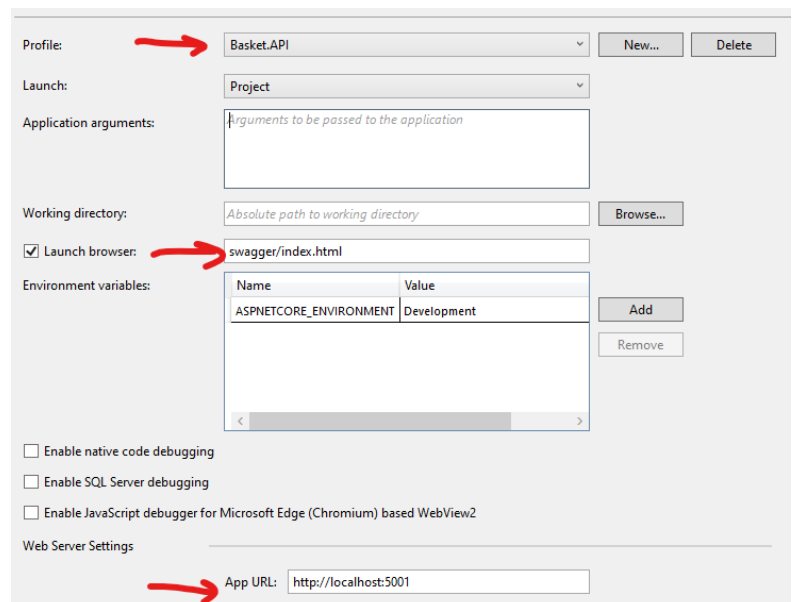 Profile: Basket.API New... Delete
Launch: Project
Application arguments: Arguments to be passed to the application
Working directory: Absolute path to working directory Browse...
Launch browser: swagger/index.html
Environment variables: Name Value
ASPNETCORE_ENVIRONMENT Development Add
Remove
Enable native code debugging
Enable SQL Server debugging
Enable JavaScript debugger for Microsoft Edge (Chromium) based WebView2
Web Server Settings
App URL: http://localhost:5001